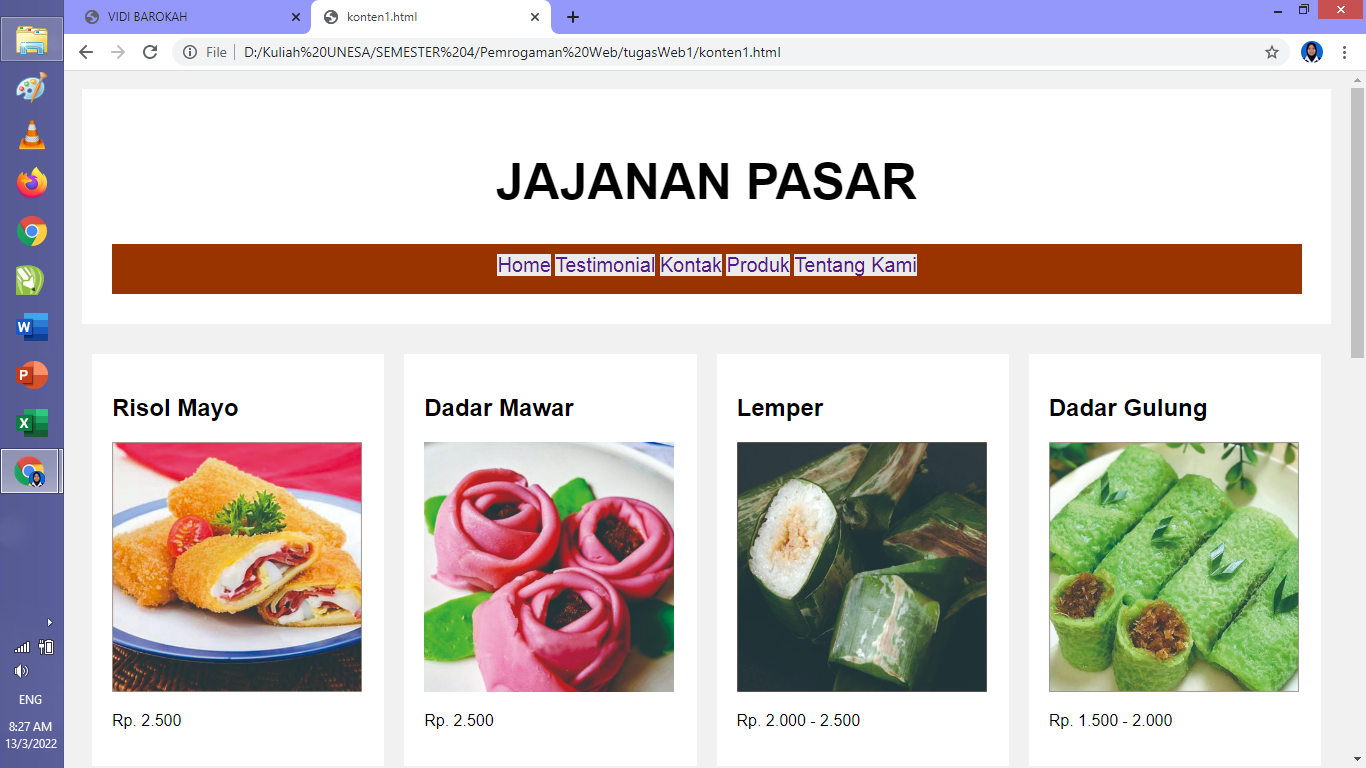 VIDI BAROKAH
konten1.html
File
D:/Kuliah%20UNESA/SEMESTER%204/Pemrogaman%20Web/tugasWeb1/konten1.html
JAJANAN PASAR
Home Testimonial Kontak Produk Tentang Kami
Risol Mayo
Dadar Mawar
Lemper
Dadar Gulung
Rp. 2.500
Rp. 2.500
Rp. 2.000 - 2.500
Rp. 1.500 - 2.000
W
P
X
ENG
8:27 AM
13/3/2022